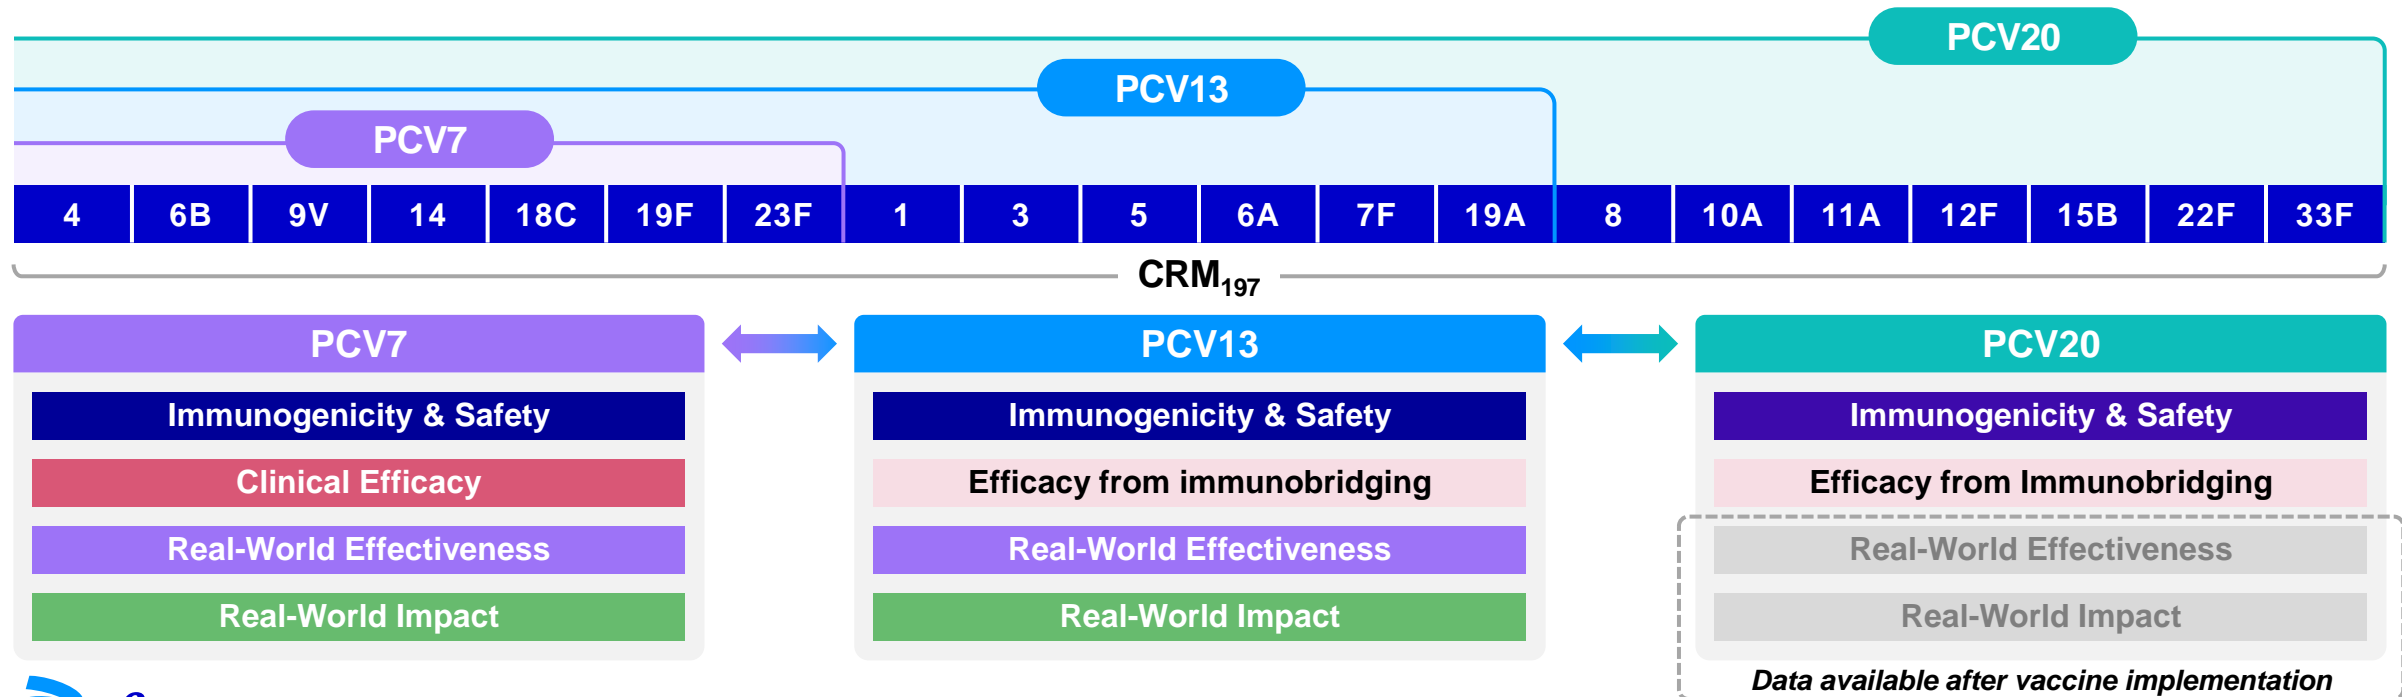 PCV20
PCV13
PCV7
4 6B 9V 14 18C 19F 23F 1 3 5 6A 7F 19A 8 10A 11A 12F 15B 22F 33F
CRM197
PCV7 PCV13 PCV20
Immunogenicity & Safety Immunogenicity & Safety Immunogenicity & Safety
Clinical Efficacy Efficacy from immunobridging Efficacy from Immunobridging
Real-World Effectiveness Real-World Effectiveness Real-World Effectiveness
Real-World Impact Real-World Impact Real-World Impact
Data available after vaccine implementation